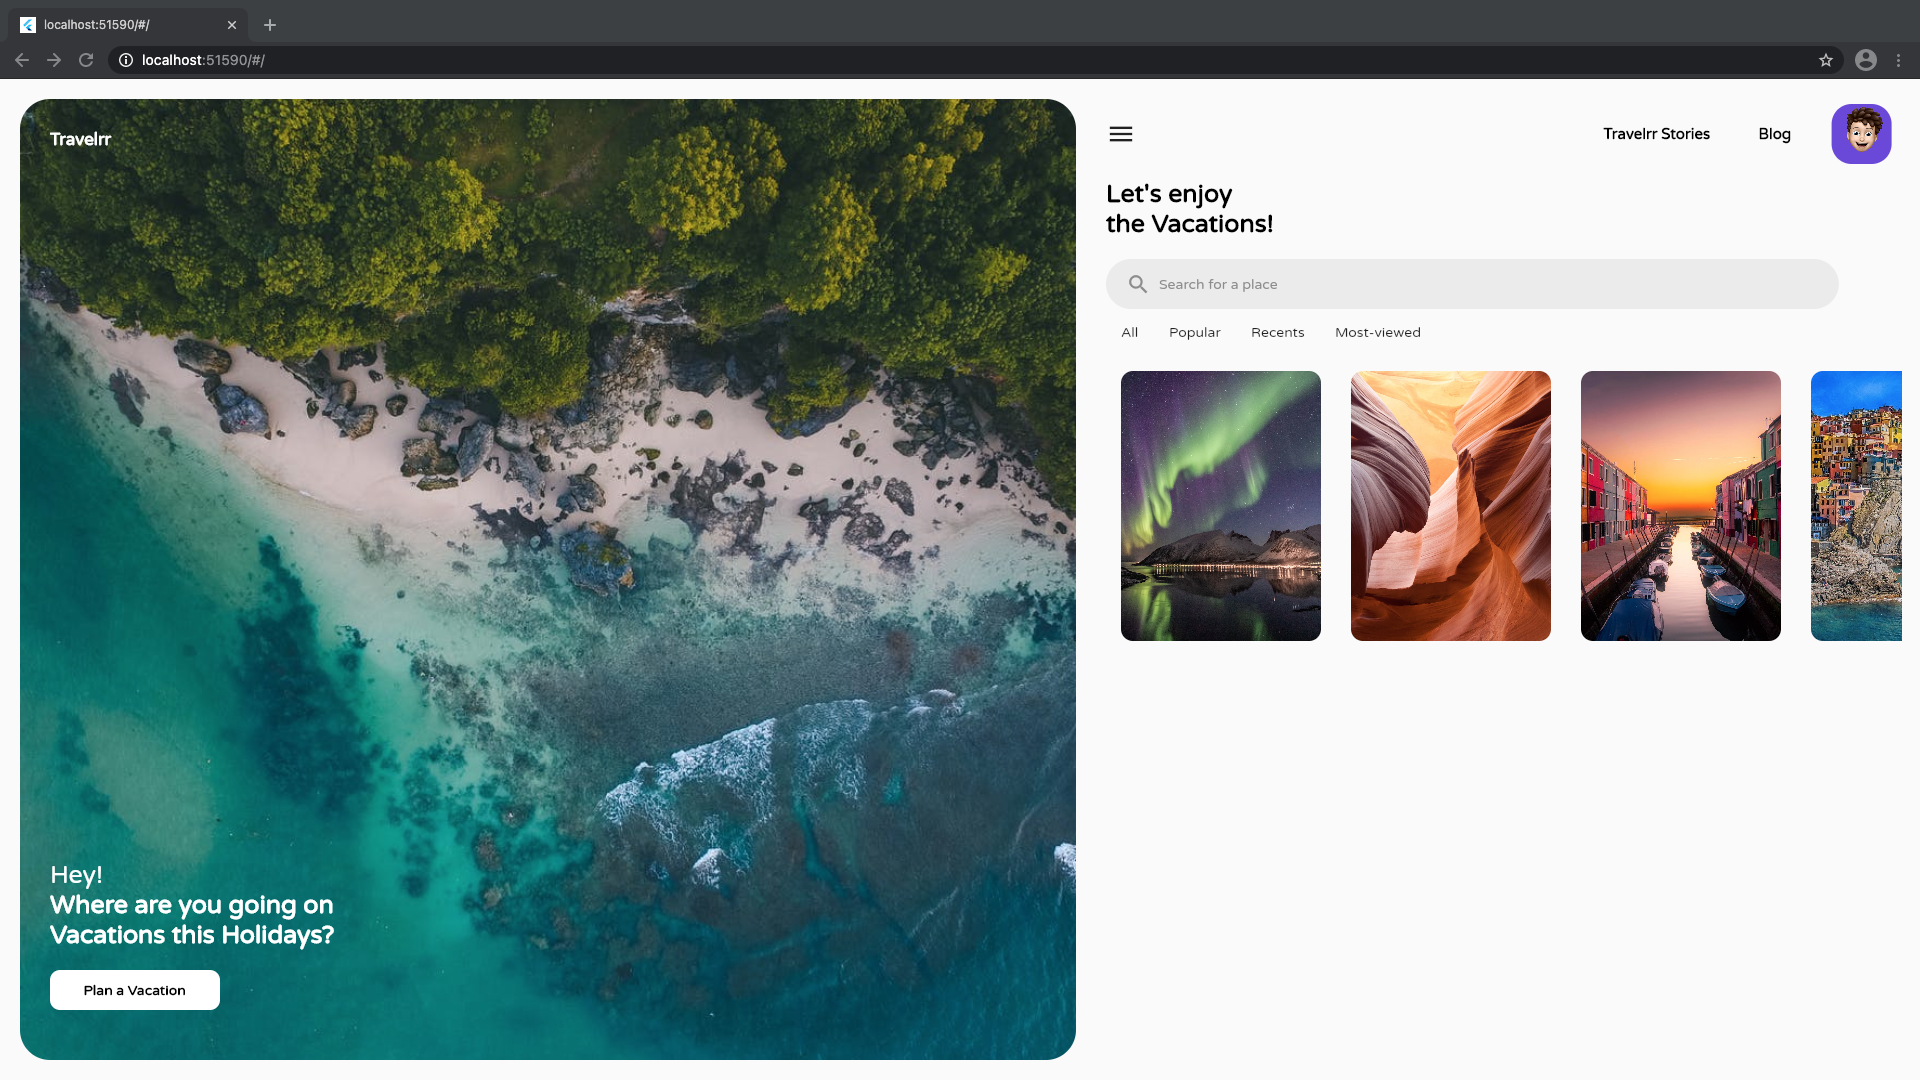 localhost:51590/#/
localhost:51590/#/
Travelrr
Travelrr Stories
Blog
Let's enjoy
the Vacations!
Search for a place
All
Popular
Recents
Most-viewed
Hey!
Where are you going on
Vacations this Holidays?
Plan a Vacation